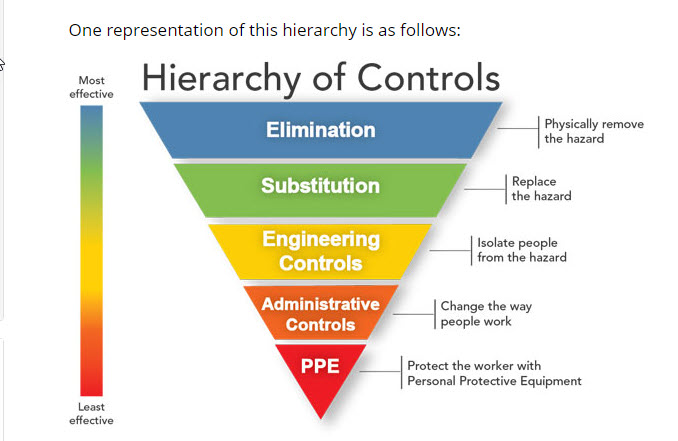 One representation of this hierarchy is as follows:
Hierarchy of Controls
Most
effective
Elimination
Physically remove
the hazard
Substitution
Replace
the hazard
Engineering
Controls
Isolate people
from the hazard
Administrative
Controls
Change the way
people work
PPE
Protect the worker with
Personal Protective Equipment
Least
effective